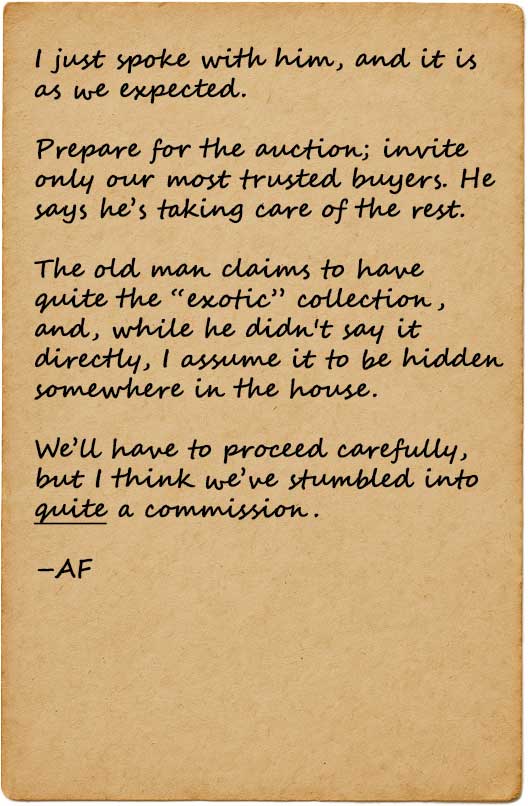 I just spoke with him, and it is
as we expected.
Prepare for the auction; invite
only our most trusted buyers. He
says he’s taking care of the rest.
The old man claims to have
quite the “exotic” collection,
and, while he didn't say it
directly, I assume it to be hidden
somewhere in the house.
We’ll have to proceed carefully,
but I think we’ve stumbled into
quite a commission.
–AF